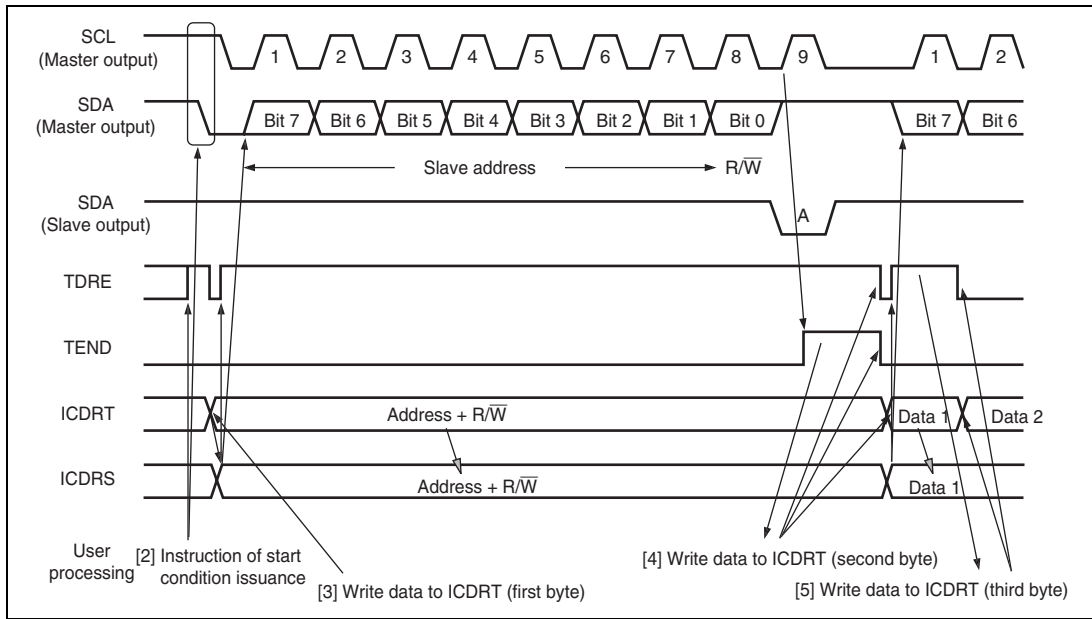 SCL
(Master output)
1 2 3 4 5 6 7 8 9 1 2
SDA
(Master output)
Bit 7 Bit 6 Bit 5 Bit 4 Bit 3 Bit 2 Bit 1 Bit 0 Bit 7 Bit 6
Slave address R/W̅
SDA
(Slave output)
A
TDRE
TEND
ICDRT
Address + R/W̅ Data 1 Data 2
ICDRS
Address + R/W̅ Data 1
User
processing
[2] Instruction of start
condition issuance
[3] Write data to ICDRT (first byte)
[4] Write data to ICDRT (second byte)
[5] Write data to ICDRT (third byte)